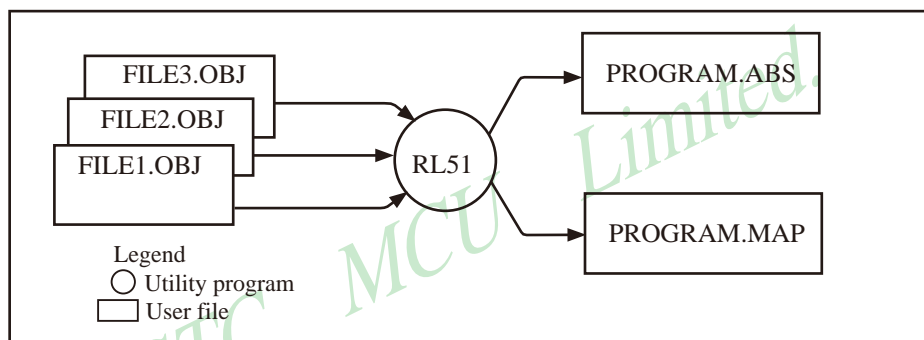 FILE3.OBJ
FILE2.OBJ
FILE1.OBJ
RL51
PROGRAM.ABS
PROGRAM.MAP
Legend
Utility program
User file
MCU Limited.